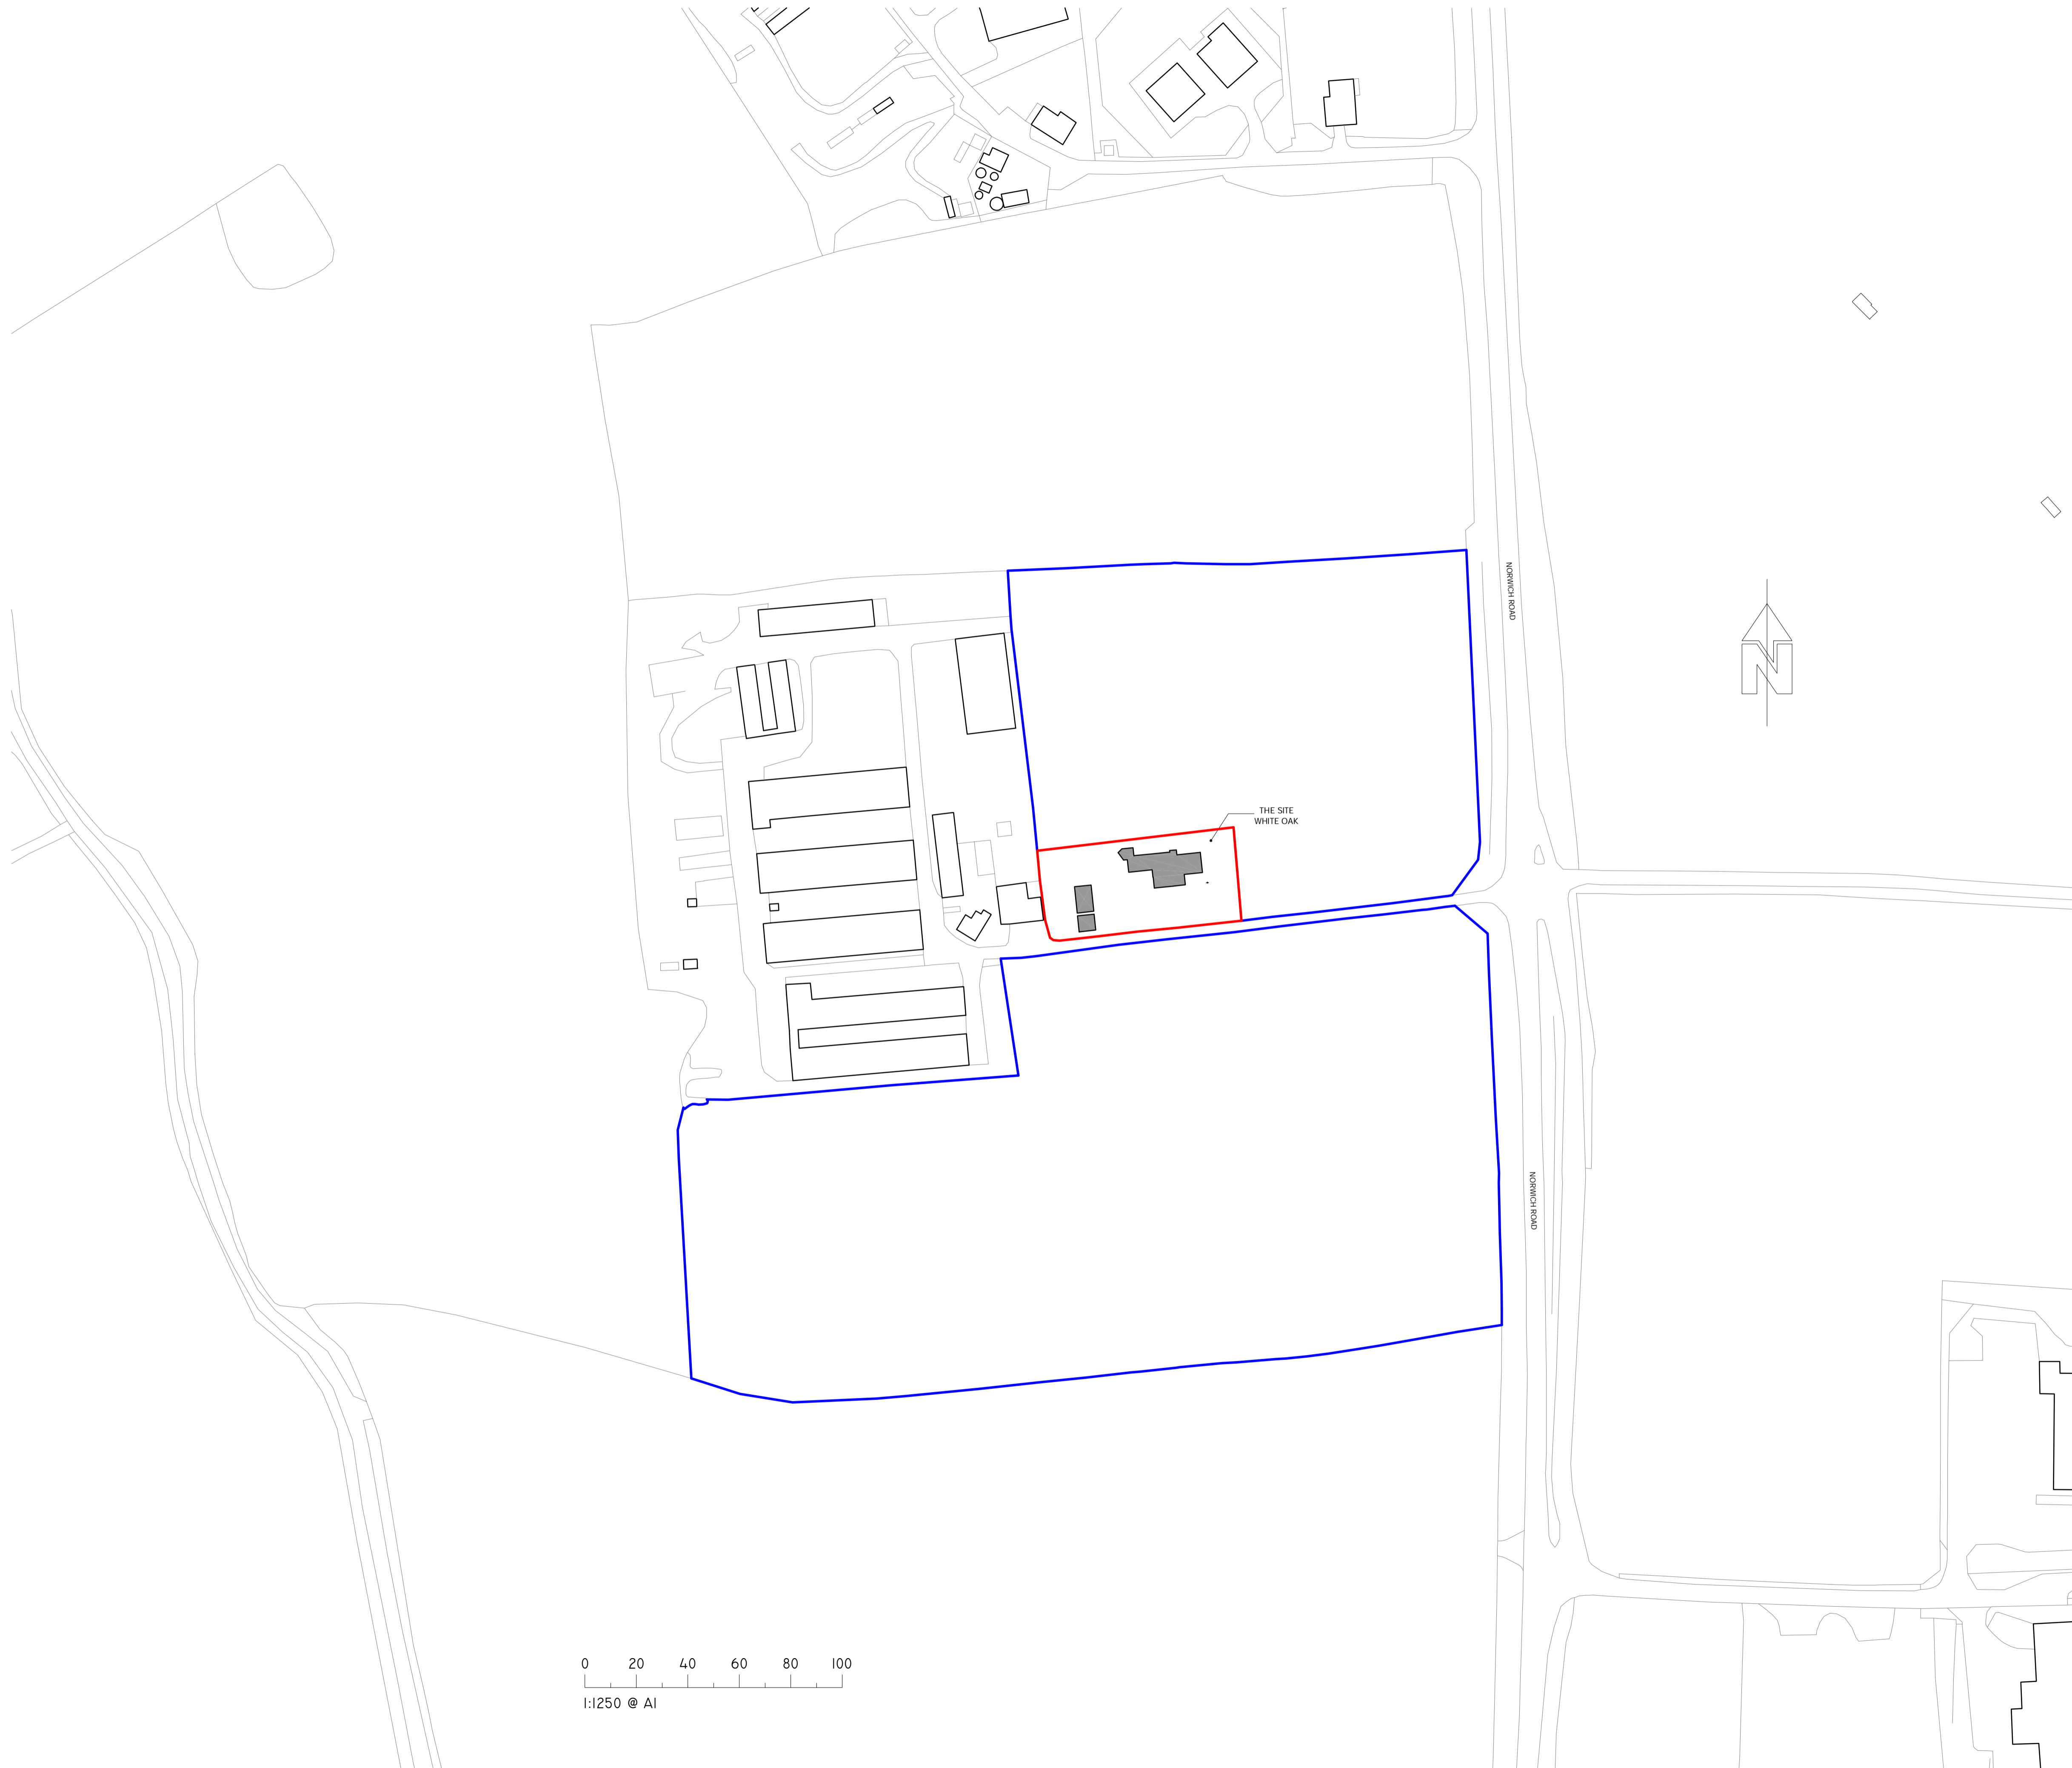 NORWICH ROAD
N
THE SITE
WHITE OAK
NORWICH ROAD
0 20 40 60 80 100
1:1250 @ A1